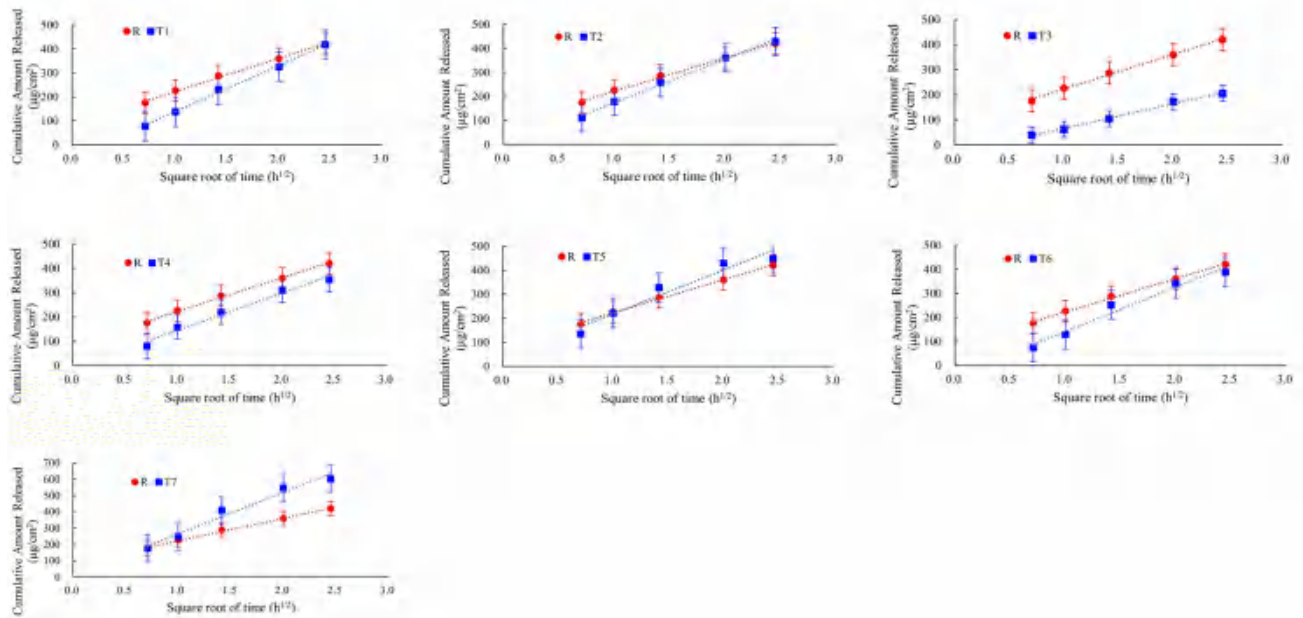 Cumulative Amount Released
(µg/cm²)
500
400
300
200
100
0
R T1
0.0 0.5 1.0 1.5 2.0 2.5 3.0
Square root of time (h1/2)
Cumulative Amount Released
(µg/cm²)
500
400
300
200
100
0
R T2
0.0 0.5 1.0 1.5 2.0 2.5 3.0
Square root of time (h1/2)
Cumulative Amount Released
(µg/cm²)
500
400
300
200
100
0
R T3
0.0 0.5 1.0 1.5 2.0 2.5 3.0
Square root of time (h1/2)
Cumulative Amount Released
(µg/cm²)
500
400
300
200
100
0
R T4
0.0 0.5 1.0 1.5 2.0 2.5 3.0
Square root of time (h1/2)
Cumulative Amount Released
(µg/cm²)
500
400
300
200
100
0
R T5
0.0 0.5 1.0 1.5 2.0 2.5 3.0
Square root of time (h1/2)
Cumulative Amount Released
(µg/cm²)
500
400
300
200
100
0
R T6
0.0 0.5 1.0 1.5 2.0 2.5 3.0
Square root of time (h1/2)
Cumulative Amount Released
(µg/cm²)
700
600
500
400
300
200
100
0
R T7
0.0 0.5 1.0 1.5 2.0 2.5 3.0
Square root of time (h1/2)